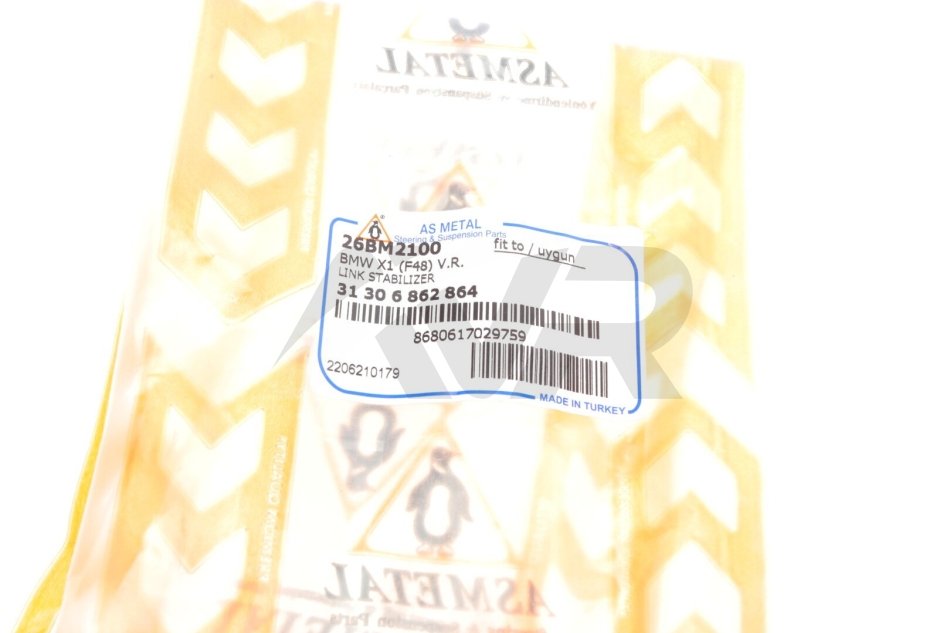 ASMETAL
AS METAL
Steering & Suspension Parts
26BM2100
fit to / uygun
BMW X1 (F48) V.R.
LINK STABILIZER
31 30 6 862 864
8680617029759
2206210179
MADE IN TURKEY
ASMETAL